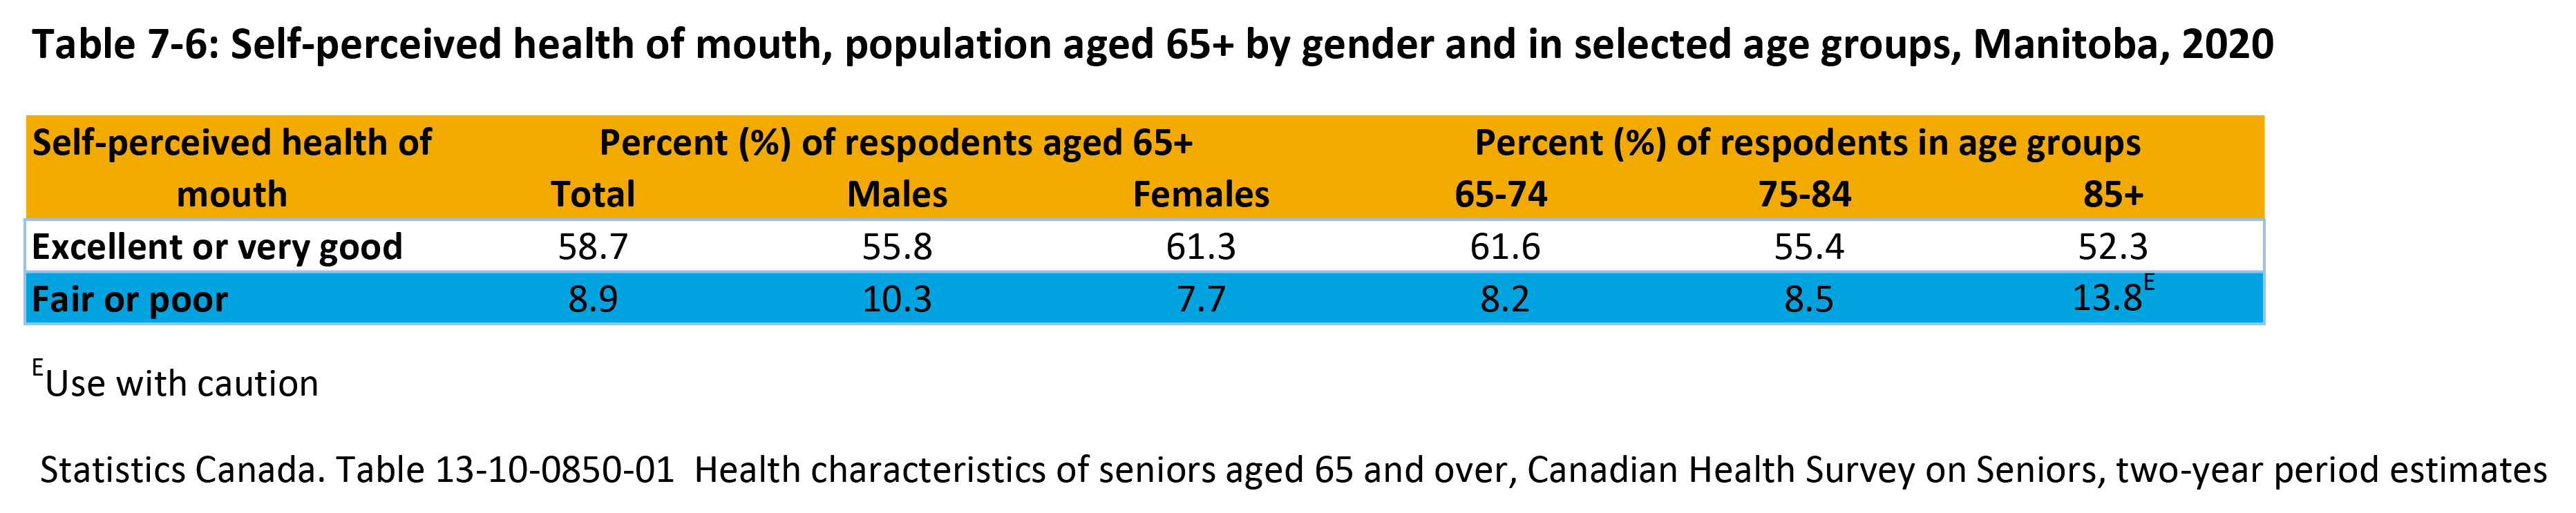 Table 7-6: Self-perceived health of mouth, population aged 65+ by gender and in selected age groups, Manitoba, 2020
Self-perceived health of mouth Percent (%) of respodents aged 65+ Percent (%) of respodents in age groups
Total Males Females 65-74 75-84 85+
Excellent or very good 58.7 55.8 61.3 61.6 55.4 52.3
Fair or poor 8.9 10.3 7.7 8.2 8.5 13.8E
EUse with caution
Statistics Canada. Table 13-10-0850-01 Health characteristics of seniors aged 65 and over, Canadian Health Survey on Seniors, two-year period estimates